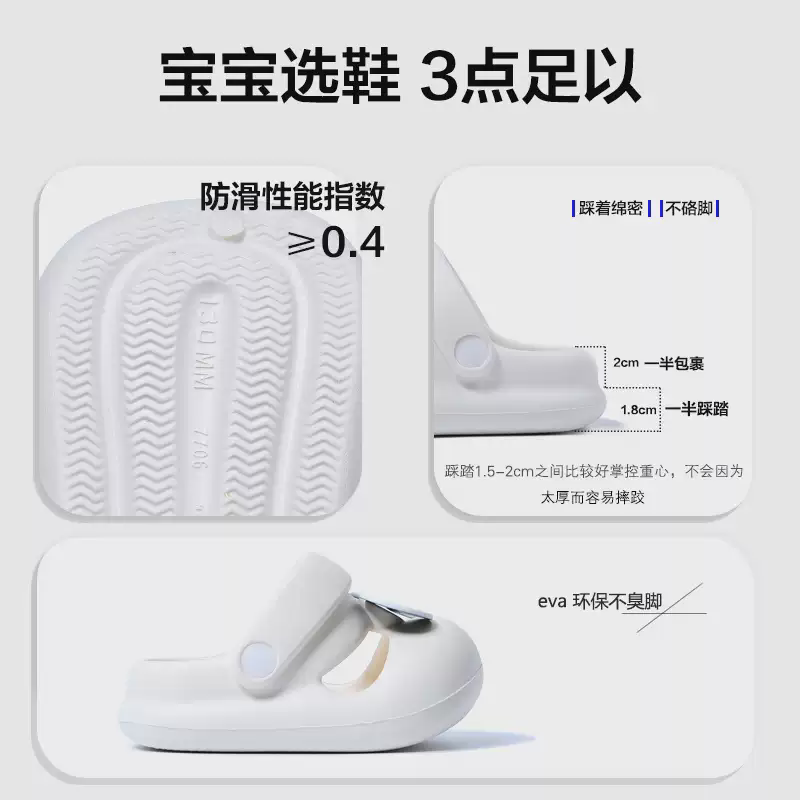 宝宝选鞋 3点足以
防滑性能指数
≥0.4
130MM 7706
踩着绵密 不硌脚
2cm 一半包裹
1.8cm 一半踩踏
踩踏1.5-2cm之间比较好掌控重心，不会因为
太厚而容易摔跤
eva 环保不臭脚